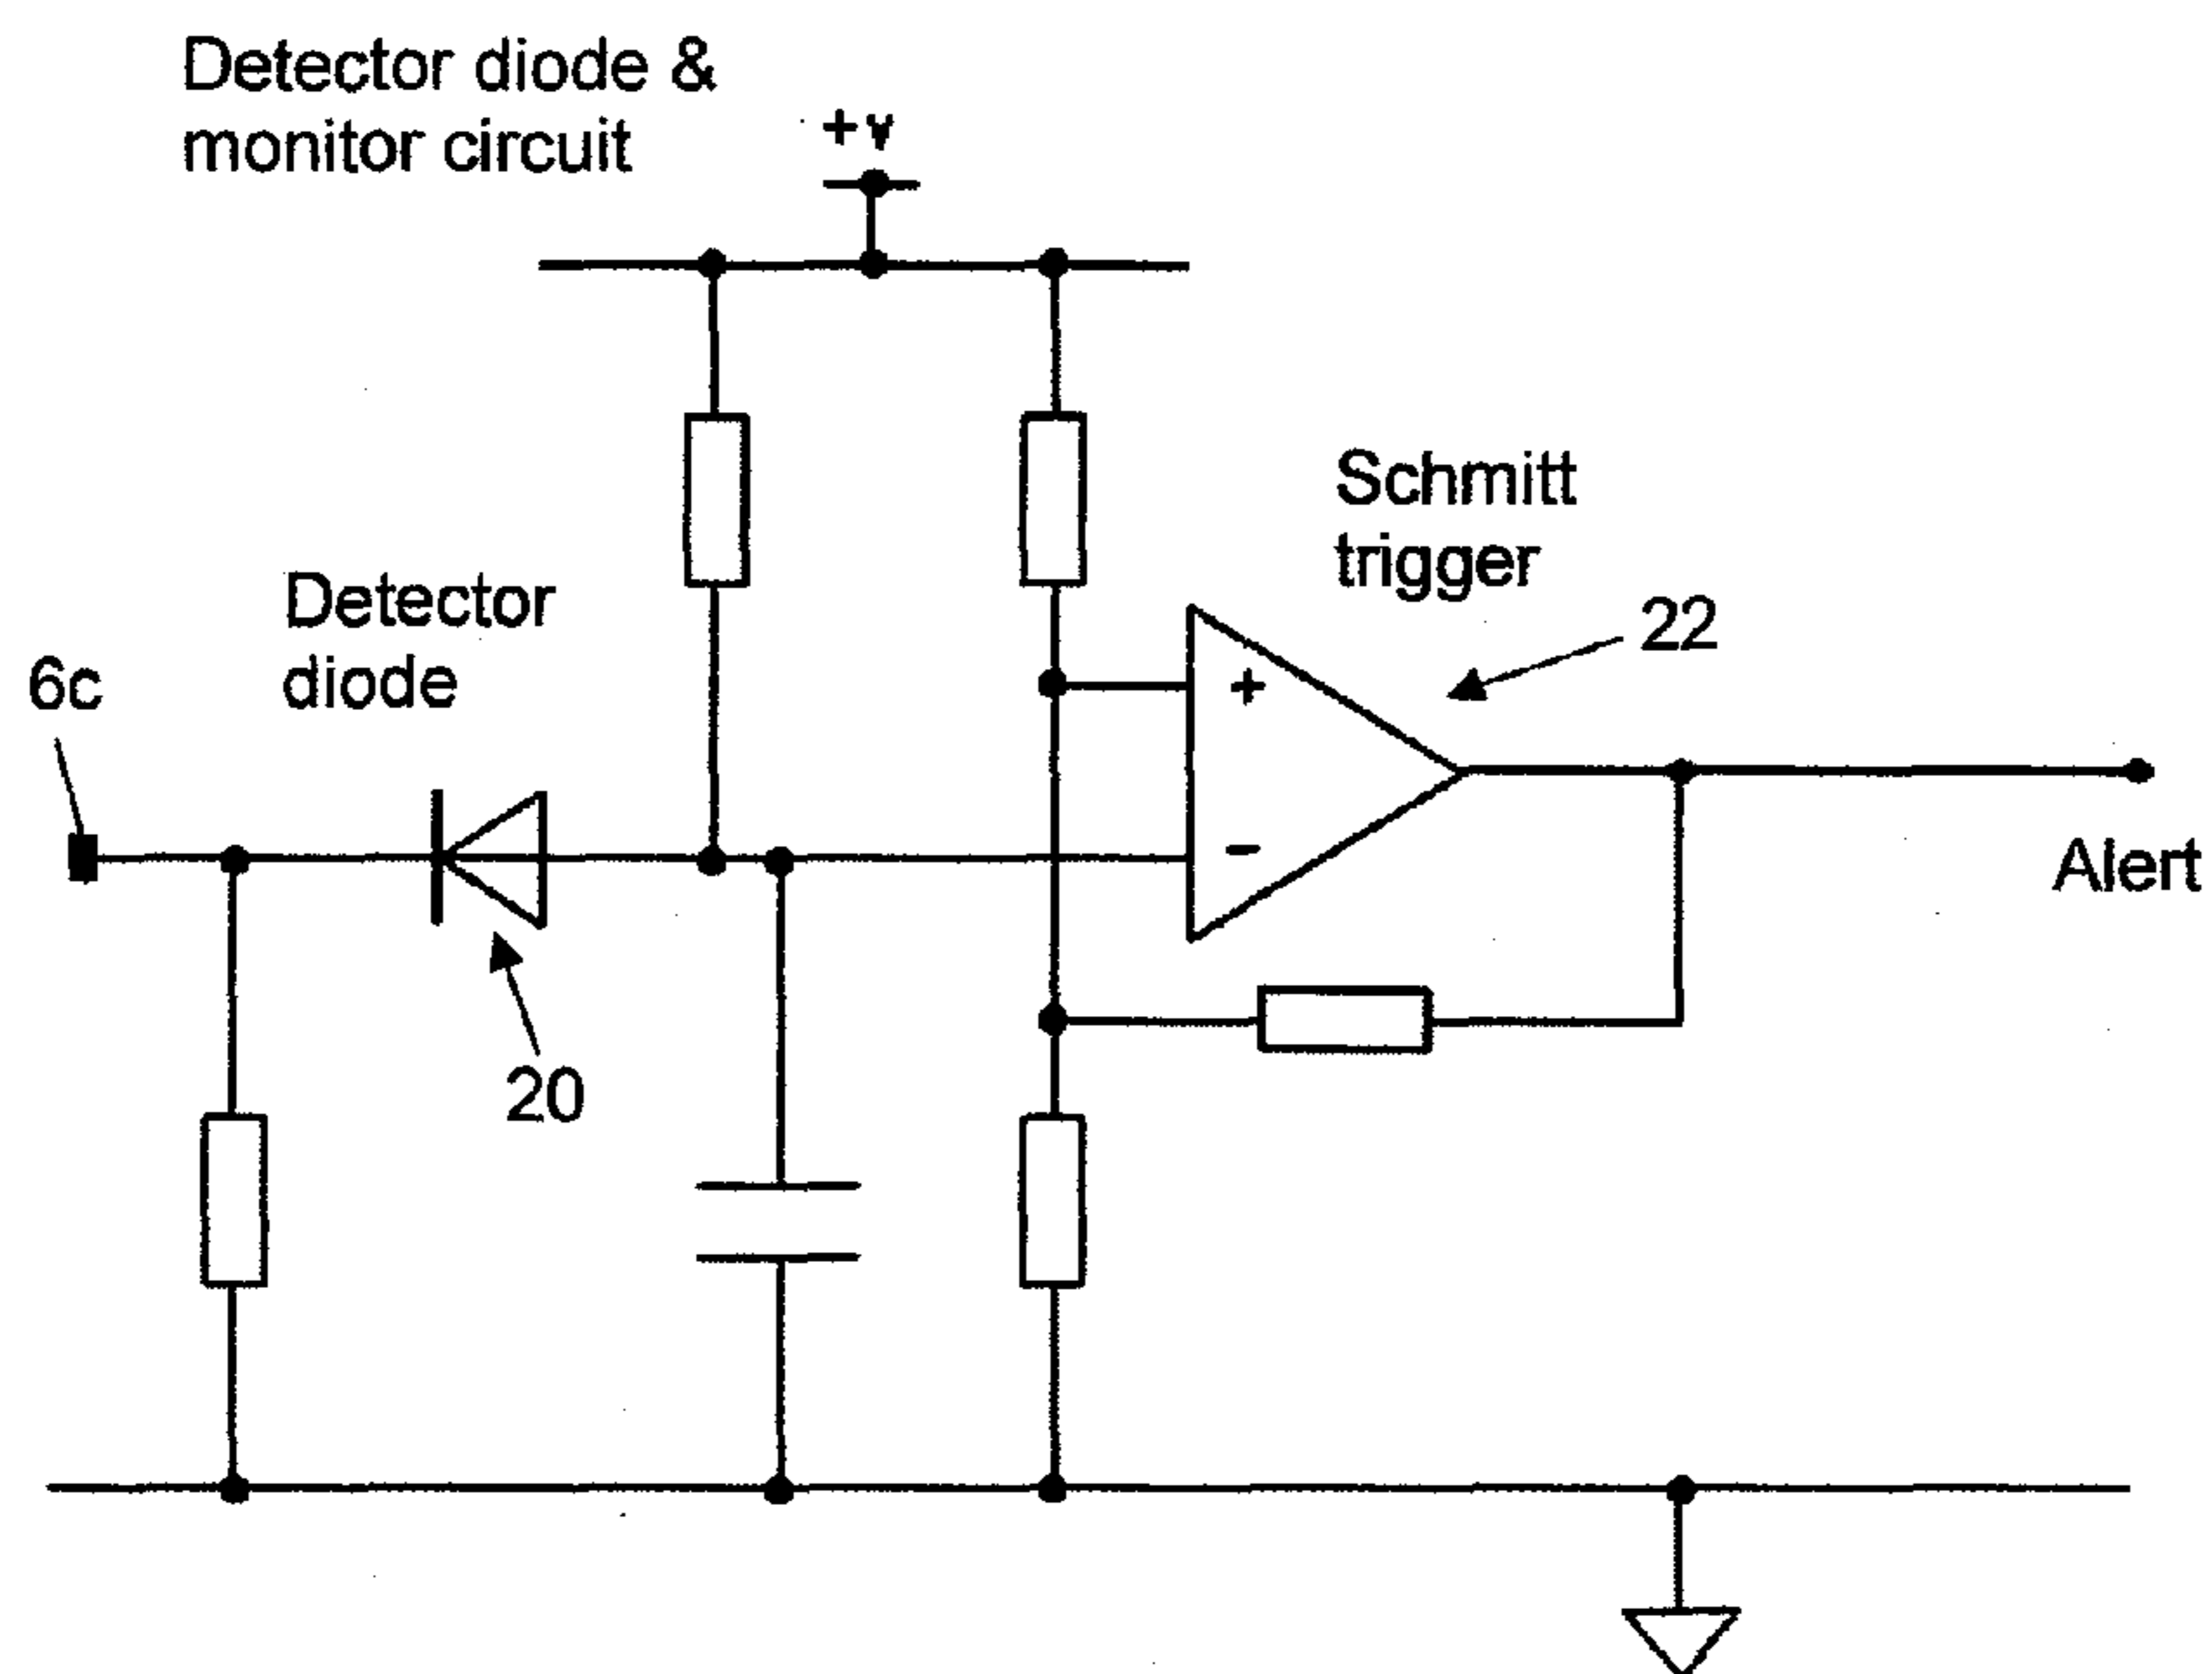 Detector diode &
monitor circuit
+v
Schmitt
trigger
22
Detector
diode
6c
+
−
Alert
20